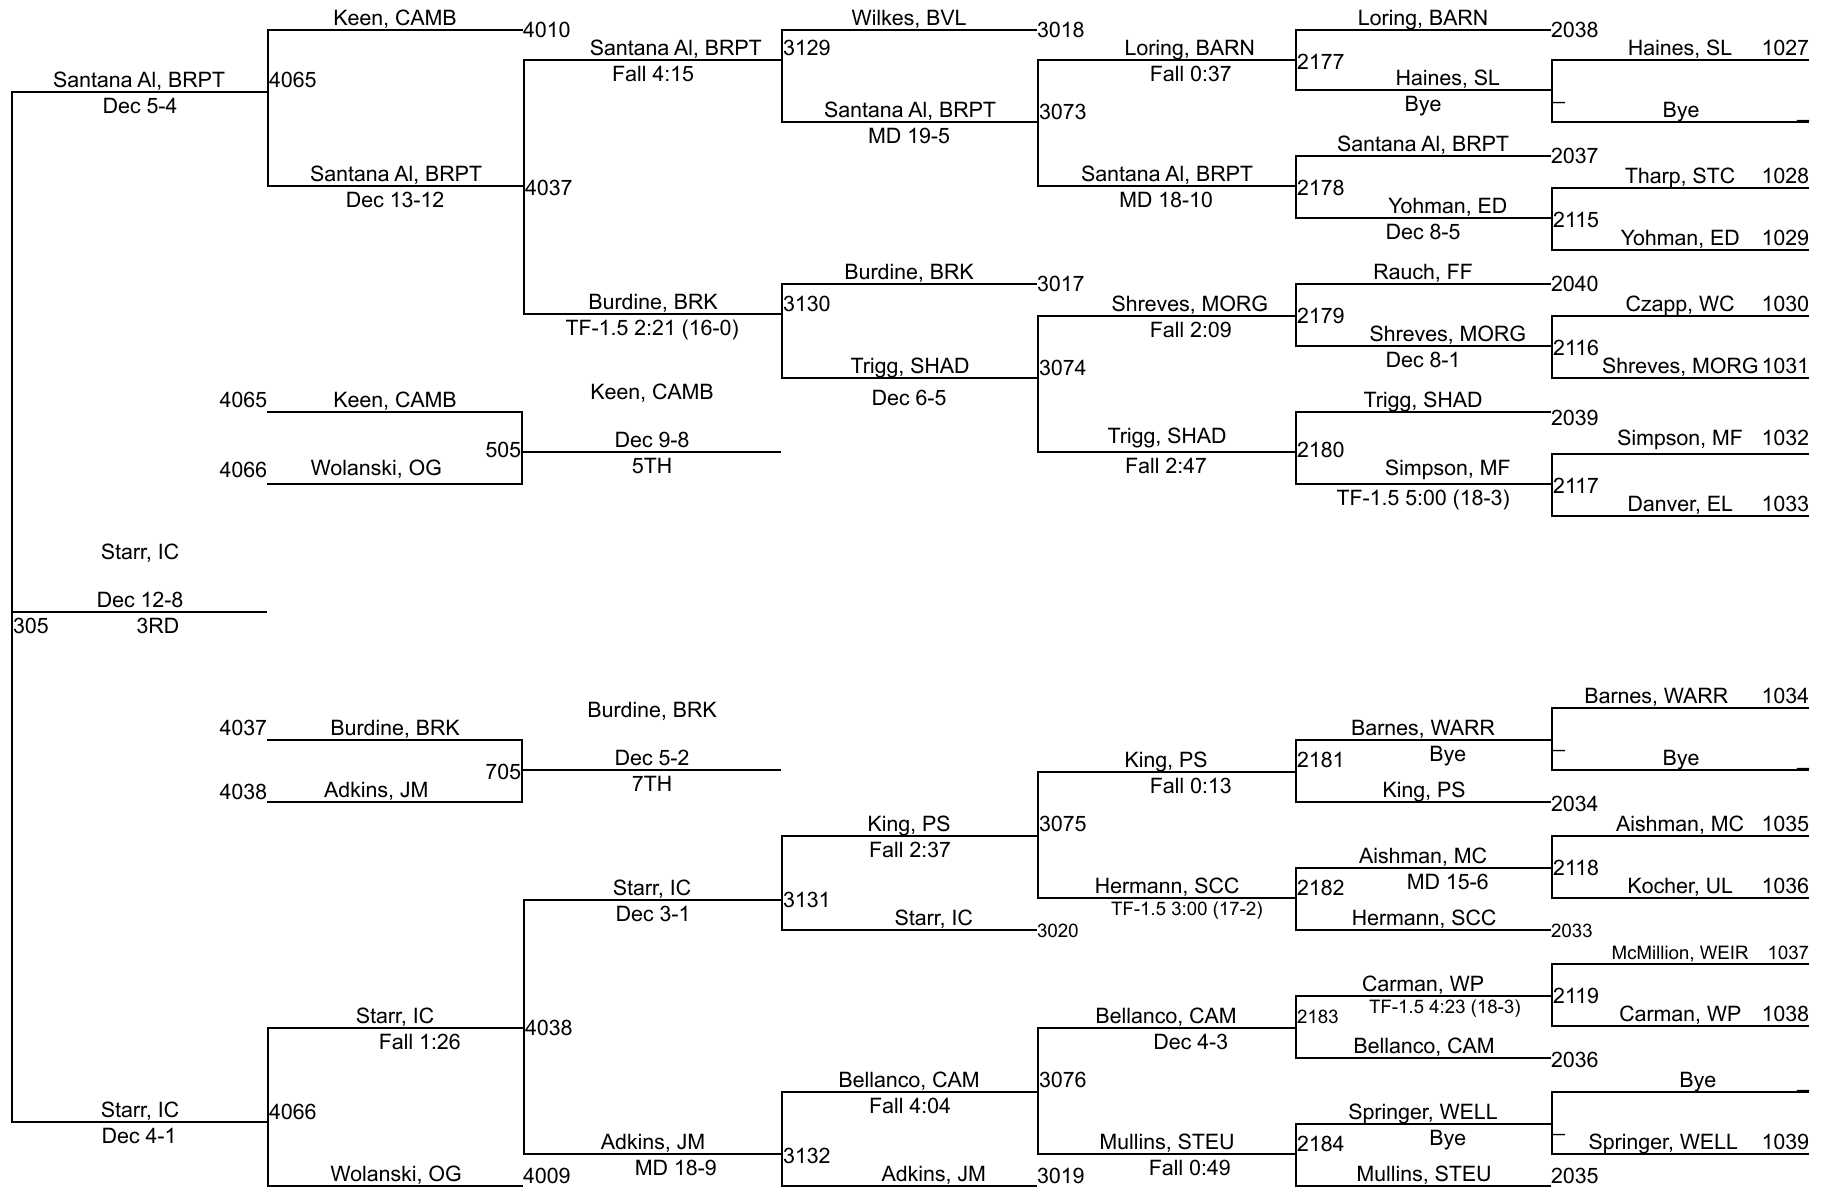 Keen, CAMB
4010
Wilkes, BVL
3018
Loring, BARN
2038
Santana Al, BRPT
3129
Loring, BARN
Haines, SL 1027
Fall 4:15
Fall 0:37
2177
Santana Al, BRPT
4065
Haines, SL
Dec 5-4
Bye
Bye
Santana Al, BRPT
3073
MD 19-5
Santana Al, BRPT
2037
Santana Al, BRPT
Santana Al, BRPT
Tharp, STC 1028
Dec 13-12
4037
MD 18-10
2178
Yohman, ED
2115
Dec 8-5
Yohman, ED 1029
Burdine, BRK
3017
Rauch, FF
2040
Burdine, BRK
3130
Shreves, MORG
Czapp, WC 1030
TF-1.5 2:21 (16-0)
Fall 2:09
2179
Shreves, MORG
2116
Dec 8-1
Trigg, SHAD
3074
Shreves, MORG 1031
Dec 6-5
4065
Keen, CAMB
Keen, CAMB
Trigg, SHAD
2039
Dec 9-8
Trigg, SHAD
Simpson, MF 1032
505
5TH
Fall 2:47
2180
4066
Wolanski, OG
Simpson, MF
2117
TF-1.5 5:00 (18-3)
Danver, EL 1033
Starr, IC
Dec 12-8
305
3RD
Barnes, WARR 1034
4037
Burdine, BRK
Burdine, BRK
Barnes, WARR
Bye
705
Dec 5-2
King, PS
2181
Bye
7TH
Fall 0:13
4038
Adkins, JM
King, PS
2034
King, PS
3075
Aishman, MC 1035
Fall 2:37
Aishman, MC
2118
MD 15-6
Starr, IC
3131
Hermann, SCC
2182
Kocher, UL 1036
Dec 3-1
TF-1.5 3:00 (17-2)
Starr, IC
3020
Hermann, SCC
2033
McMillion, WEIR 1037
Carman, WP
2119
TF-1.5 4:23 (18-3)
Starr, IC
4038
Bellanco, CAM
2183
Carman, WP 1038
Fall 1:26
Dec 4-3
Bellanco, CAM
2036
Bellanco, CAM
3076
Bye
Fall 4:04
Starr, IC
4066
Springer, WELL
Dec 4-1
Bye
Adkins, JM
3132
Mullins, STEU
2184
Springer, WELL 1039
MD 18-9
Fall 0:49
Wolanski, OG
4009
Adkins, JM
3019
Mullins, STEU
2035